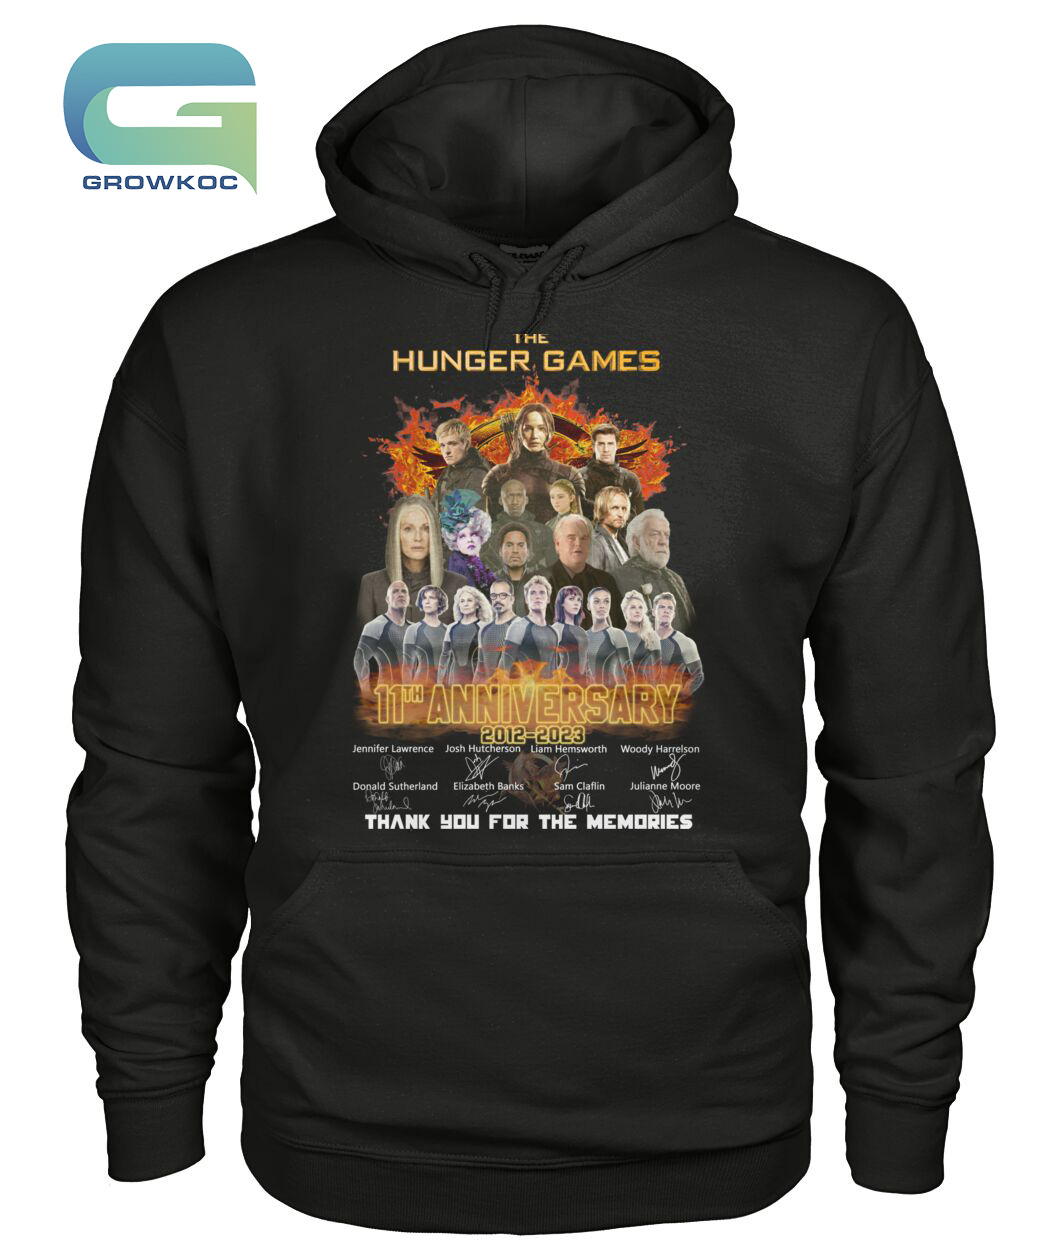 GROWKOC
THE
HUNGER GAMES
11TH ANNIVERSARY
2012-2023
Jennifer Lawrence Josh Hutcherson Liam Hemsworth Woody Harrelson
Donald Sutherland Elizabeth Banks Sam Claflin Julianne Moore
THANK YOU FOR THE MEMORIES